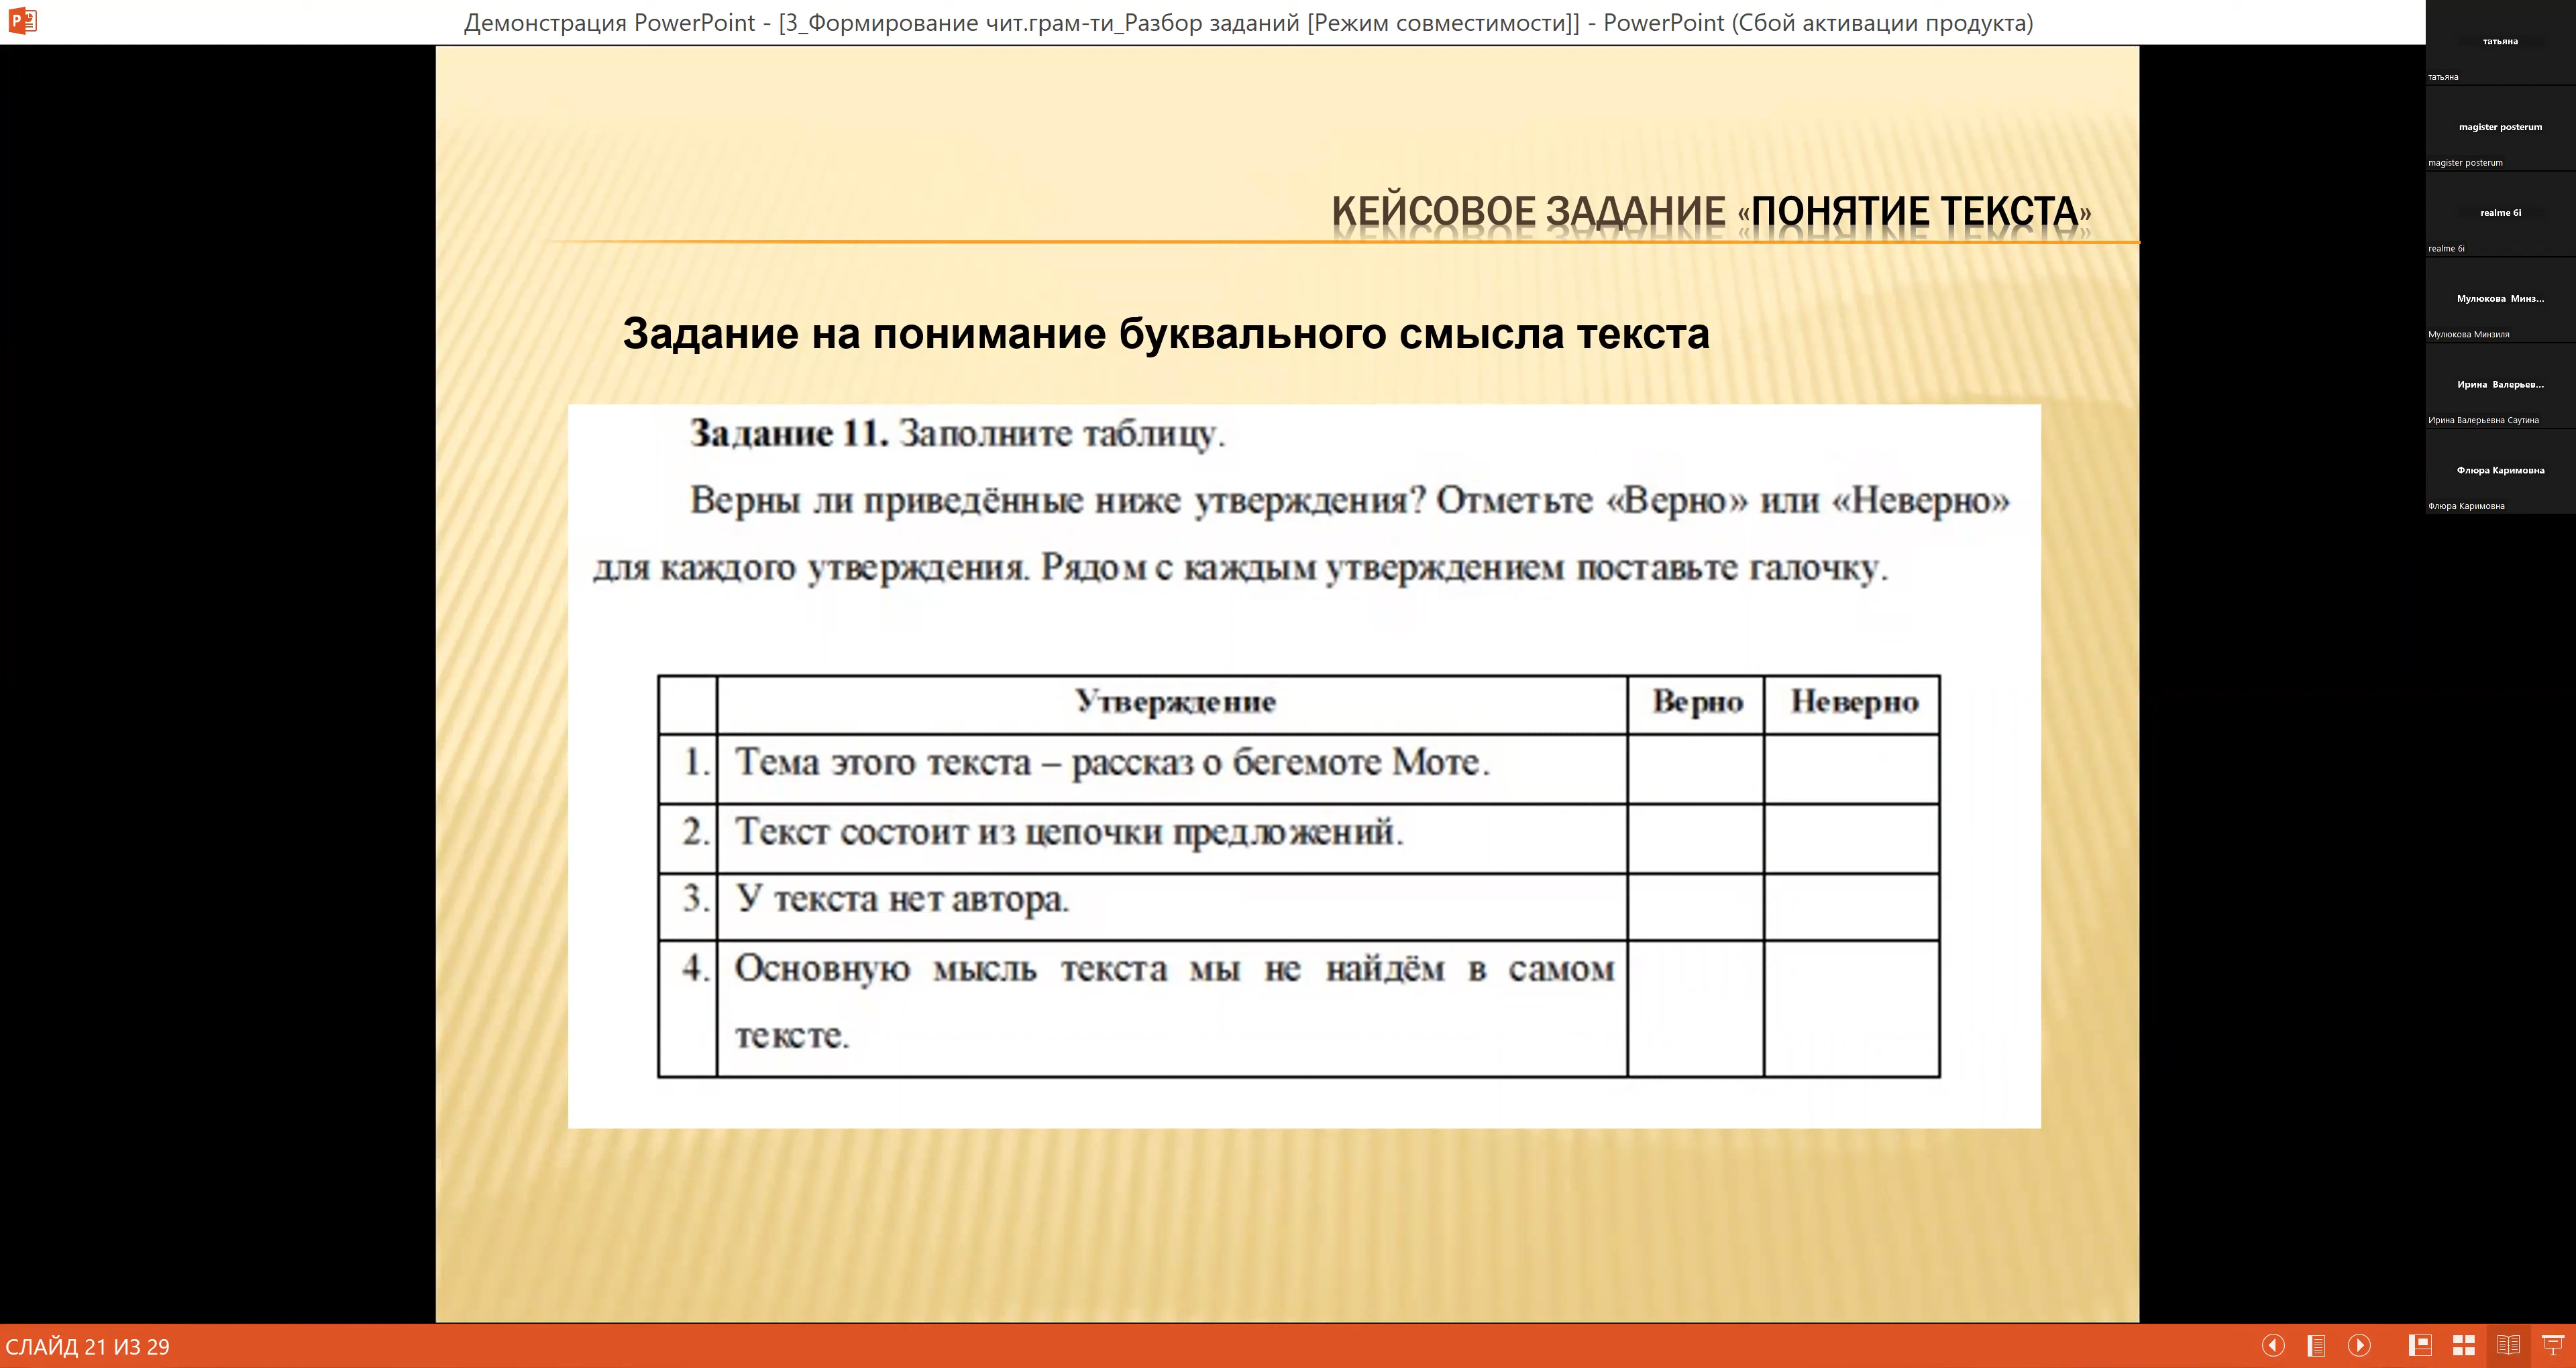 Демонстрация PowerPoint - [3_Формирование чит.грам-ти_Разбор заданий [Режим совместимости]] - PowerPoint (Сбой активации продукта)
КЕЙСОВОЕ ЗАДАНИЕ «ПОНЯТИЕ ТЕКСТА»
Задание на понимание буквального смысла текста
Задание 11. Заполните таблицу.
Верны ли приведённые ниже утверждения? Отметьте «Верно» или «Неверно»
для каждого утверждения. Рядом с каждым утверждением поставьте галочку.
Утверждение Верно Неверно
1. Тема этого текста – рассказ о бегемоте Моте.
2. Текст состоит из цепочки предложений.
3. У текста нет автора.
4. Основную мысль текста мы не найдём в самом
тексте.
татьяна
татьяна
magister posterum
magister posterum
realme 6i
realme 6i
Мулюкова Минз...
Мулюкова Минзиля
Ирина Валерьев...
Ирина Валерьевна Саутина
Флюра Каримовна
Флюра Каримовна
СЛАЙД 21 ИЗ 29